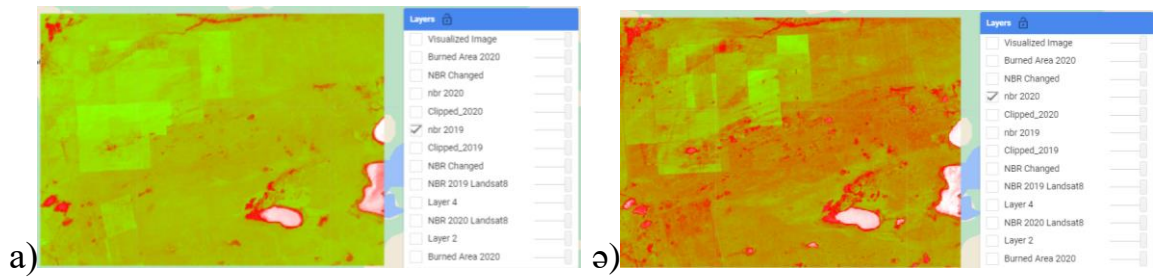 Layers
Visualized Image
Burned Area 2020
NBR Changed
nbr 2020
Clipped_2020
nbr 2019
Clipped_2019
NBR Changed
NBR 2019 Landsat8
Layer 4
NBR 2020 Landsat8
Layer 2
Burned Area 2020
а)
Layers
Visualized Image
Burned Area 2020
NBR Changed
nbr 2020
Clipped_2020
nbr 2019
Clipped_2019
NBR Changed
NBR 2019 Landsat8
Layer 4
NBR 2020 Landsat8
Layer 2
Burned Area 2020
ә)